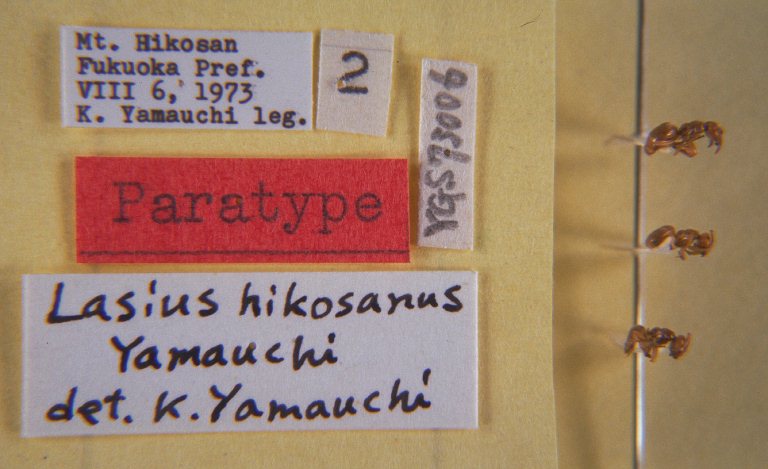 Mt. Hikosan
Fukuoka Pref.
VIII 6, 1973
K. Yamauchi leg.
2
YGS73006
Paratype
Lasius hikosanus
Yamauchi
det. K. Yamauchi